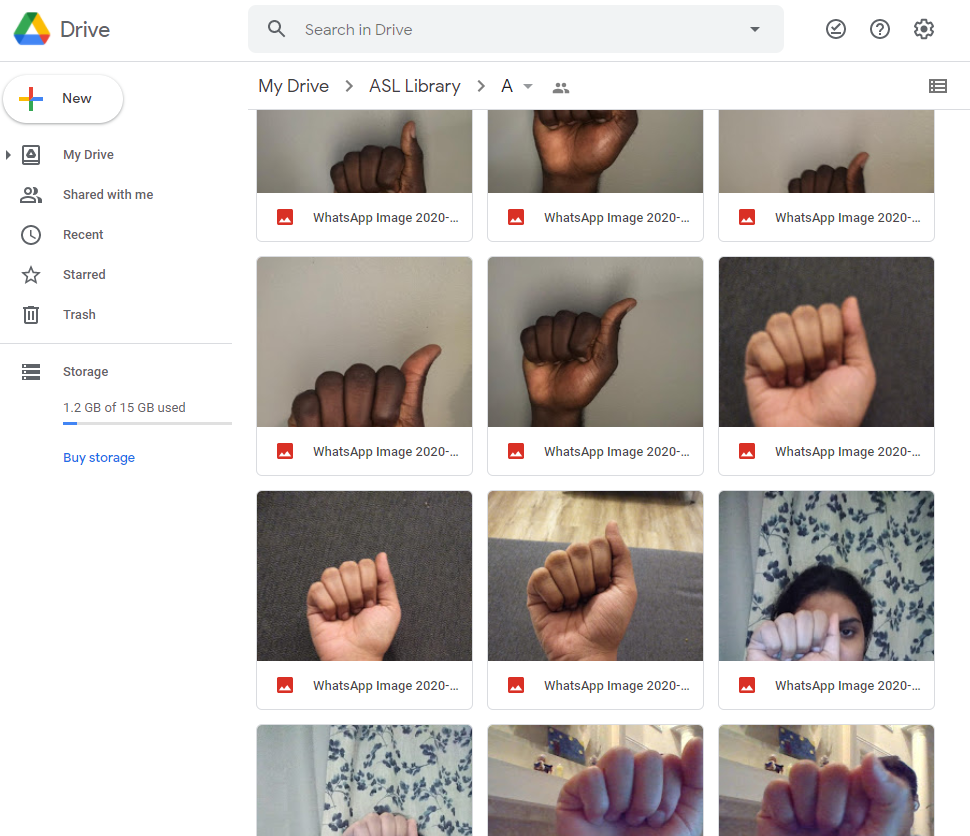 Drive
Search in Drive
New
My Drive
Shared with me
Recent
Starred
Trash
Storage
1.2 GB of 15 GB used
Buy storage
My Drive ASL Library A
WhatsApp Image 2020-...
WhatsApp Image 2020-...
WhatsApp Image 2020-...
WhatsApp Image 2020-...
WhatsApp Image 2020-...
WhatsApp Image 2020-...
WhatsApp Image 2020-...
WhatsApp Image 2020-...
WhatsApp Image 2020-...